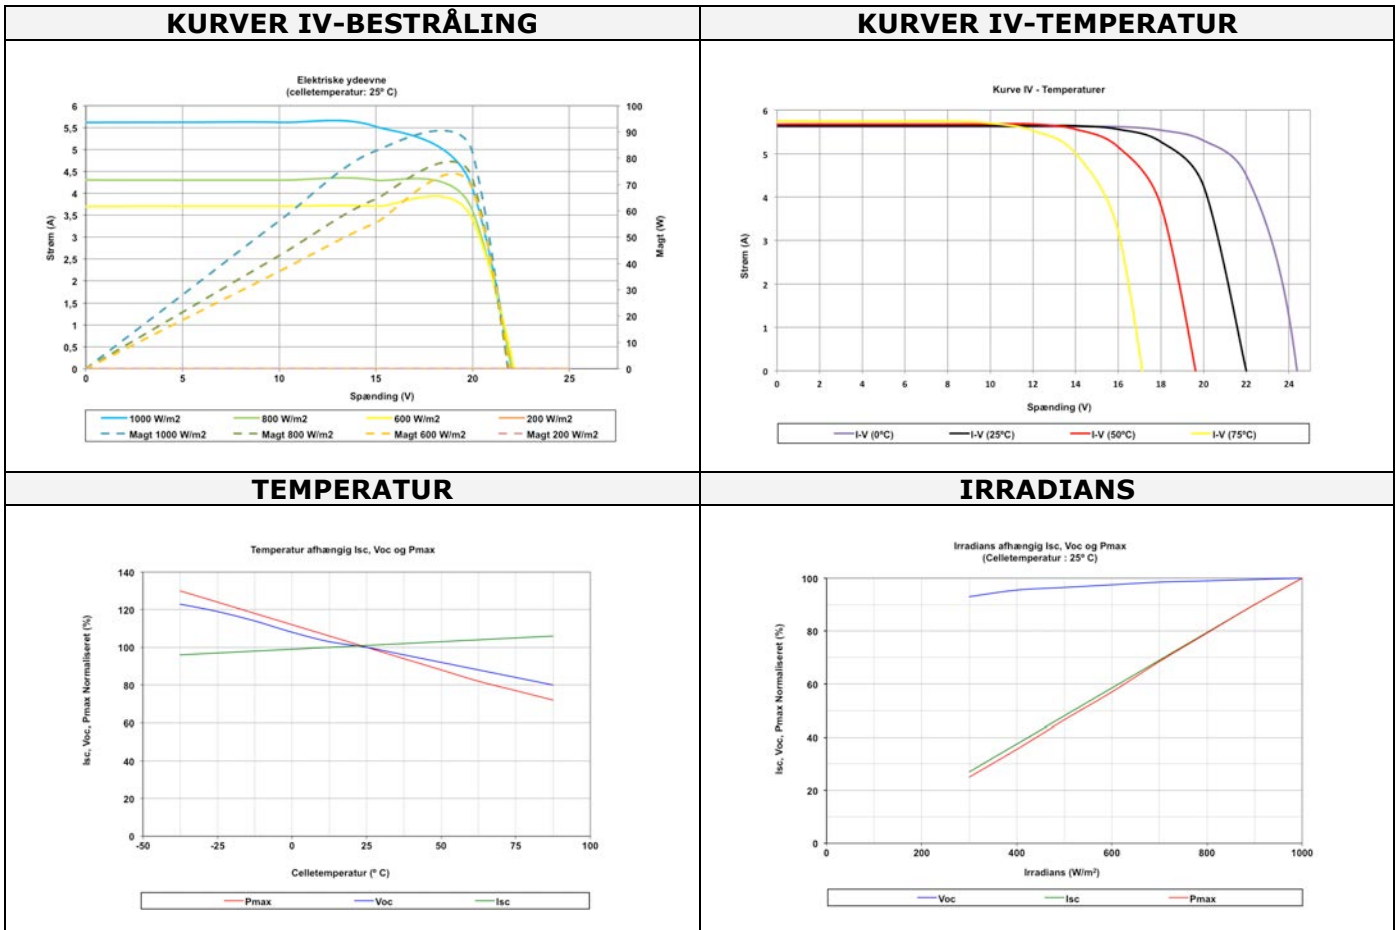 KURVER IV-BESTRÅLING
Elektriske ydeevne
(celletemperatur: 25º C)
6
5,5
5
4,5
4
3,5
3
2,5
2
1,5
1
0,5
0
Strøm (A)
100
90
80
70
60
50
40
30
20
10
0
Magt (W)
0 5 10 15 20 25
Spænding (V)
1000 W/m2 800 W/m2 600 W/m2 200 W/m2
Magt 1000 W/m2 Magt 800 W/m2 Magt 600 W/m2 Magt 200 W/m2
KURVER IV-TEMPERATUR
Kurve IV - Temperaturer
6
5
4
3
2
1
0
Strøm (A)
0 2 4 6 8 10 12 14 16 18 20 22 24
Spænding (V)
I-V (0ºC) I-V (25ºC) I-V (50ºC) I-V (75ºC)
TEMPERATUR
Temperatur afhængig Isc, Voc og Pmax
140
120
100
80
60
40
20
0
Isc, Voc, Pmax Normaliseret (%)
-50 -25 0 25 50 75 100
Celletemperatur (º C)
Pmax Voc Isc
IRRADIANS
Irradians afhængig Isc, Voc og Pmax
(Celletemperatur : 25º C)
100
80
60
40
20
0
Isc, Voc, Pmax Normaliseret (%)
0 200 400 600 800 1000
Irradians (W/m²)
Voc Isc Pmax